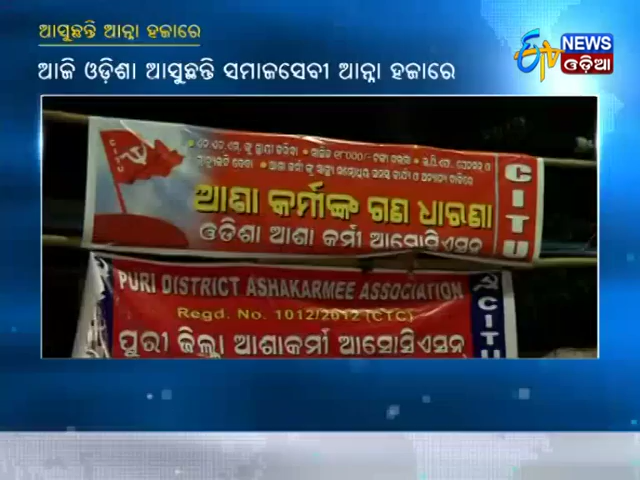 ଆସୁଛନ୍ତି ଆନ୍ନା ହଜାରେ
ଆଜି ଓଡ଼ିଶା ଆସୁଛନ୍ତି ସମାଜସେବୀ ଆନ୍ନା ହଜାରେ
ETV NEWS
ଓଡ଼ିଆ
ଆଶା କର୍ମୀଙ୍କ ଗଣ ଧାରଣା
ଓଡିଶା ଆଶା କର୍ମୀ ଆସୋସିଏସନ୍
CITU
PURI DISTRICT ASHAKARMEE ASSOCIATION
Regd. No. 1012/2012 (CTC)
ପୁରୀ ଜିଲ୍ଲା ଆଶାକର୍ମୀ ଆସୋସିଏସନ୍
CITU